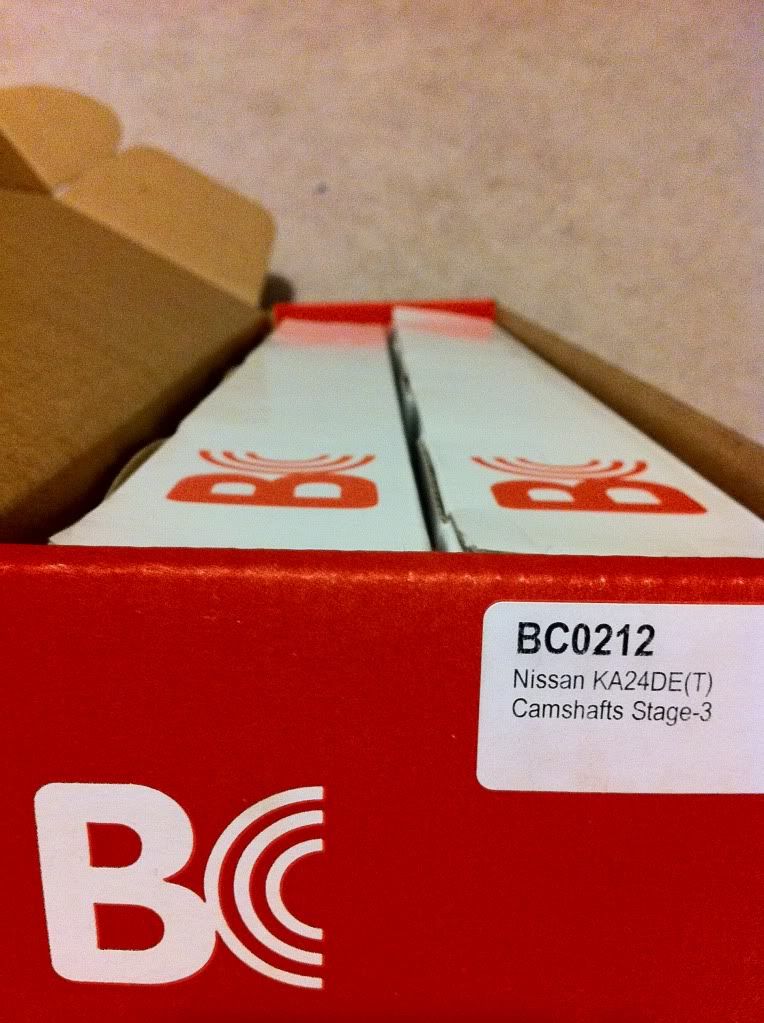 BC
BC
BC0212
Nissan KA24DE(T)
Camshafts Stage-3
BC